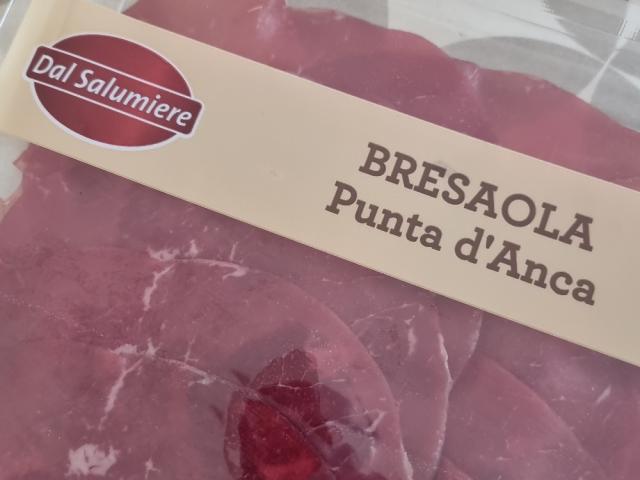 Dal Salumiere
BRESAOLA
Punta d'Anca